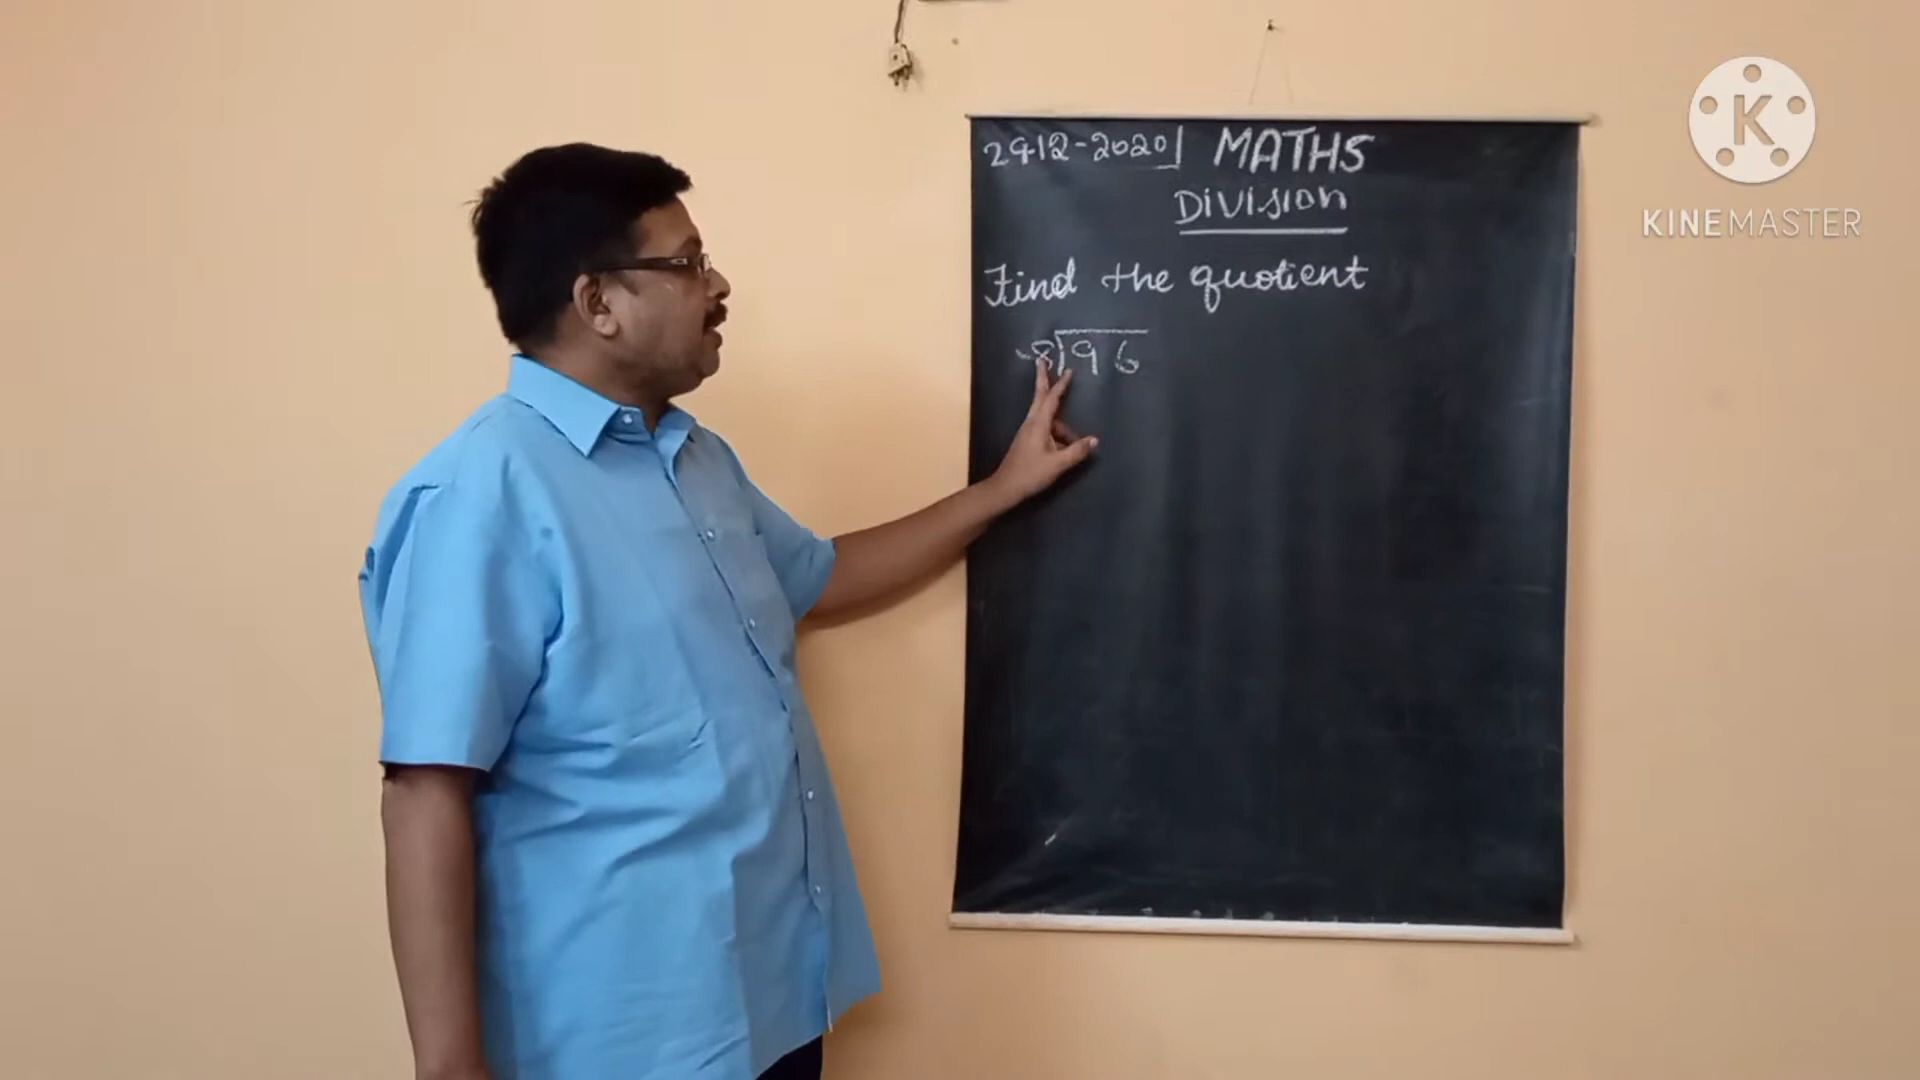 29-12-2020 MATHS
Division
Find the quotient
8 96
K
KINEMASTER